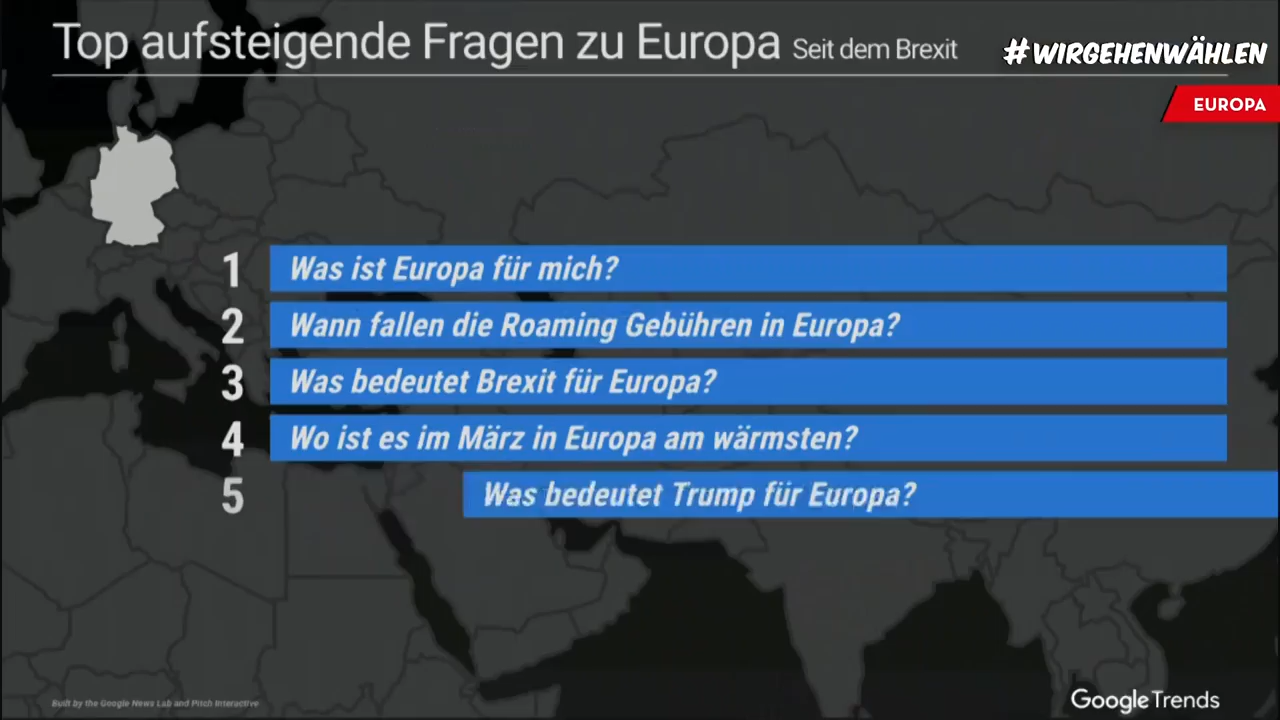 Top aufsteigende Fragen zu Europa Seit dem Brexit
#WIRGEHENWÄHLEN
EUROPA
1 Was ist Europa für mich?
2 Wann fallen die Roaming Gebühren in Europa?
3 Was bedeutet Brexit für Europa?
4 Wo ist es im März in Europa am wärmsten?
5 Was bedeutet Trump für Europa?
Built by the Google News Lab and Pitch Interactive
GoogleTrends